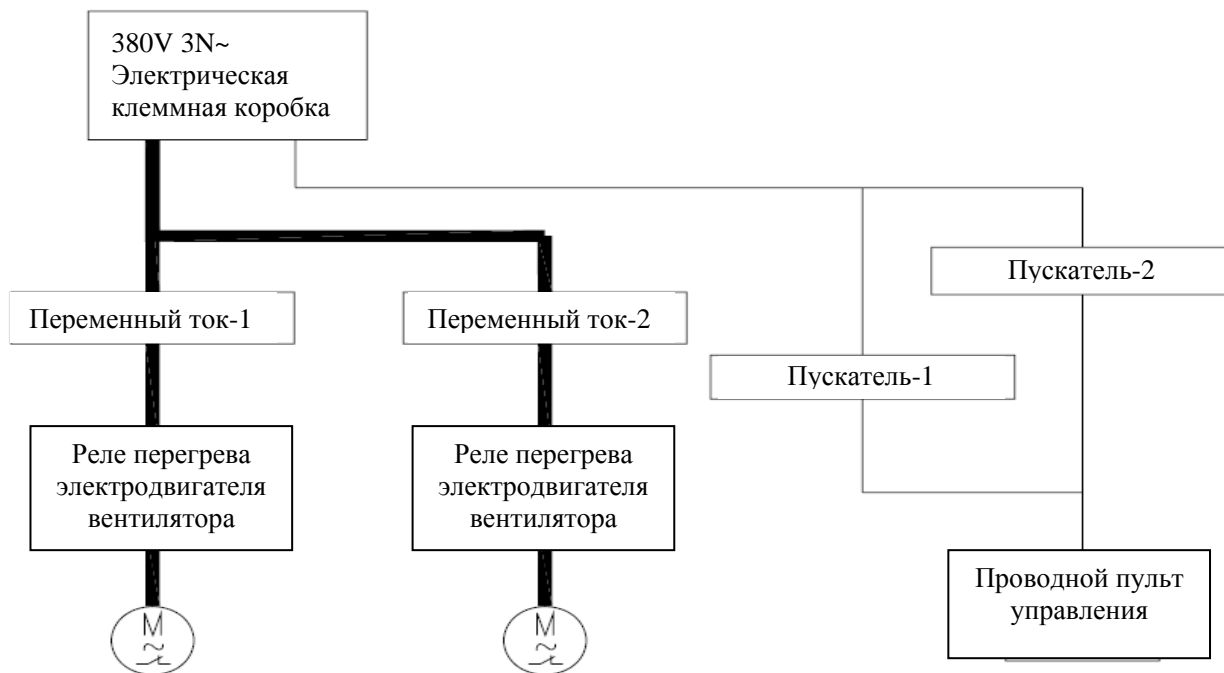 380V 3N~
Электрическая
клеммная коробка
Пускатель-2
Переменный ток-1
Переменный ток-2
Пускатель-1
Реле перегрева
электродвигателя
вентилятора
Реле перегрева
электродвигателя
вентилятора
Проводной пульт
управления
M
~
M
~